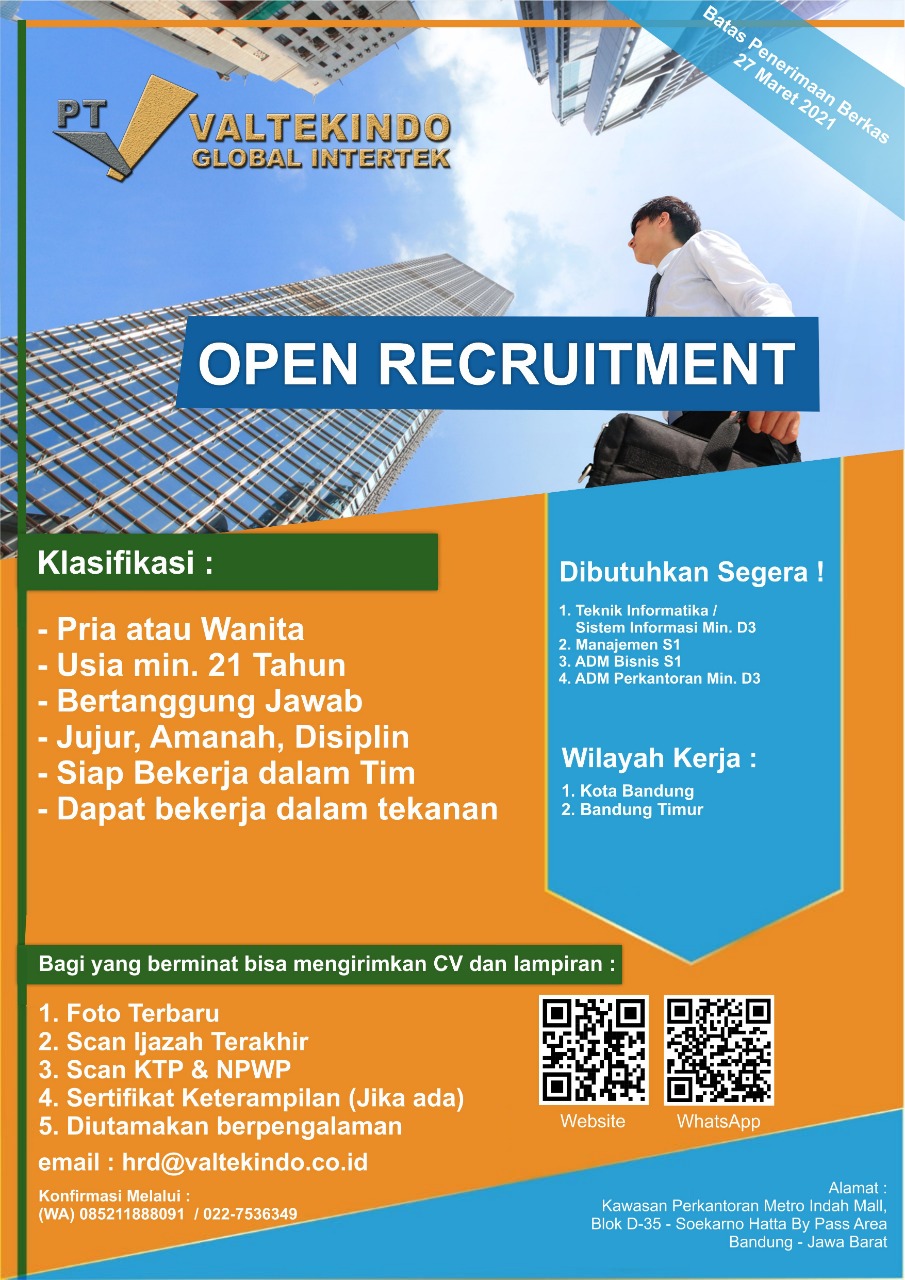 Batas Penerimaan Berkas
27 Maret 2021
PT
VALTEKINDO
GLOBAL INTERTEK
OPEN RECRUITMENT
Klasifikasi :
- Pria atau Wanita
- Usia min. 21 Tahun
- Bertanggung Jawab
- Jujur, Amanah, Disiplin
- Siap Bekerja dalam Tim
- Dapat bekerja dalam tekanan
Dibutuhkan Segera !
1. Teknik Informatika /
Sistem Informasi Min. D3
2. Manajemen S1
3. ADM Bisnis S1
4. ADM Perkantoran Min. D3
Wilayah Kerja :
1. Kota Bandung
2. Bandung Timur
Bagi yang berminat bisa mengirimkan CV dan lampiran :
1. Foto Terbaru
2. Scan Ijazah Terakhir
3. Scan KTP & NPWP
4. Sertifikat Keterampilan (Jika ada)
5. Diutamakan berpengalaman
email : hrd@valtekindo.co.id
Konfirmasi Melalui :
(WA) 085211888091 / 022-7536349
Website
WhatsApp
Alamat :
Kawasan Perkantoran Metro Indah Mall,
Blok D-35 - Soekarno Hatta By Pass Area
Bandung - Jawa Barat